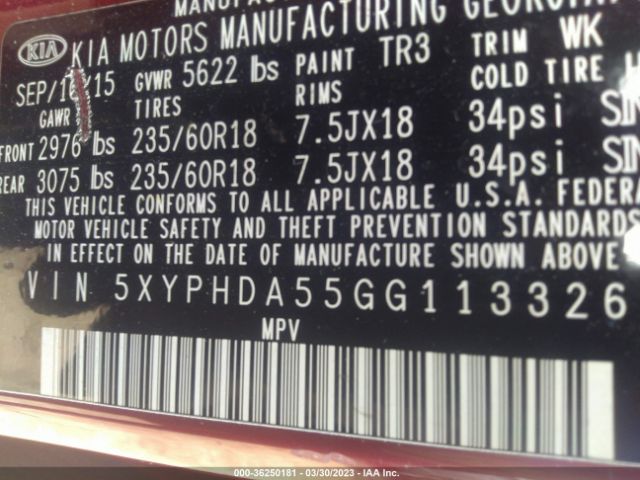 KIA KIA MOTORS MANUFACTURING
SEP/ /15 GVWR 5622 lbs PAINT TR3 TRIM WK
GAWR TIRES RIMS COLD TIRE
FRONT 2976 lbs 235/60R18 7.5JX18 34psi
REAR 3075 lbs 235/60R18 7.5JX18 34psi
THIS VEHICLE CONFORMS TO ALL APPLICABLE U.S.A. FEDERA
MOTOR VEHICLE SAFETY AND THEFT PREVENTION STANDARDS
IN EFFECT ON THE DATE OF MANUFACTURE SHOWN ABOVE.
VIN 5XYPHDA55GG113326
MPV
000-36250181 - 03/30/2023 - IAA Inc.